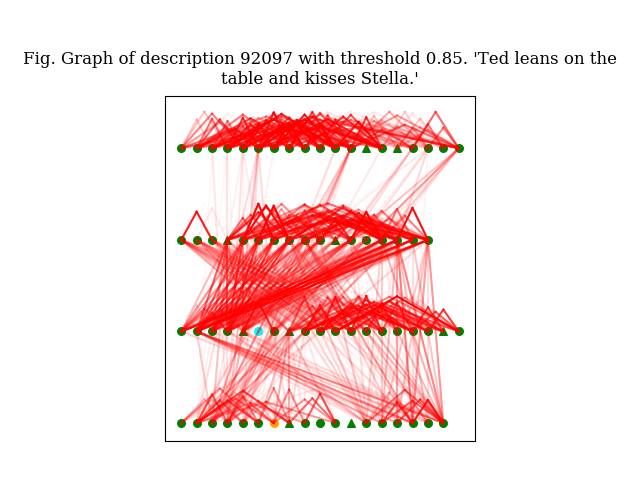 Fig. Graph of description 92097 with threshold 0.85. 'Ted leans on the
table and kisses Stella.'